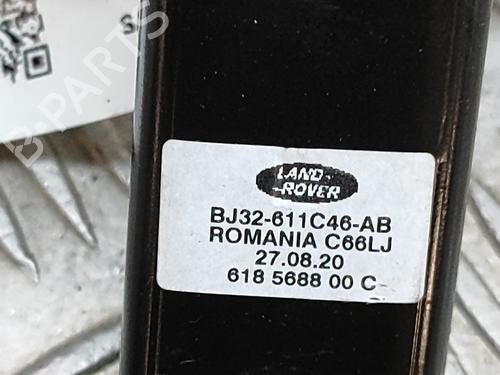 S
B-PARTS
LAND-
-ROVER
BJ32-611C46-AB
ROMANIA C66LJ
27.08.20
618 5688 00 C